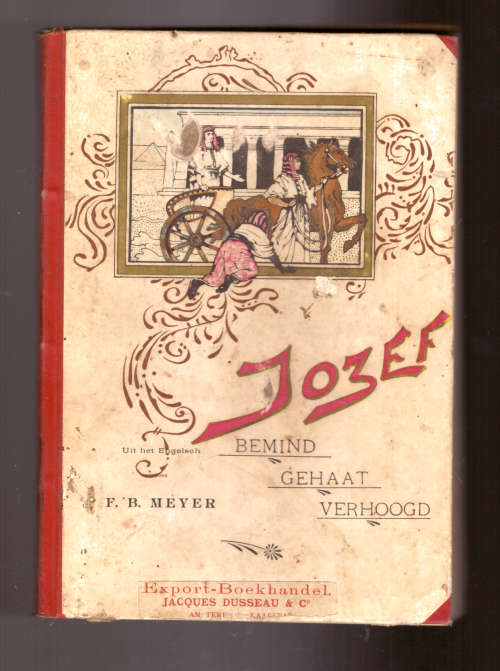 JOZEF
BEMIND
Uit het Engelsch
GEHAAT
F. B. MEYER
VERHOOGD
Export-Boekhandel.
JACQUES DUSSEAU & Co